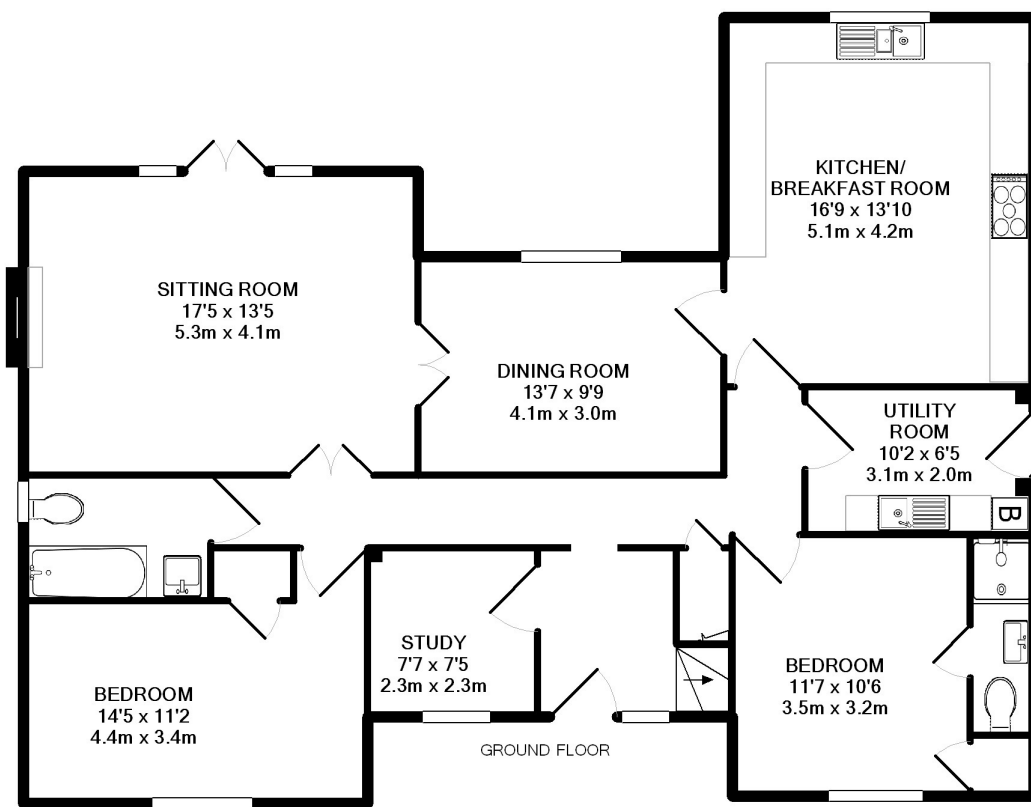 KITCHEN/
BREAKFAST ROOM
16'9 x 13'10
5.1m x 4.2m
SITTING ROOM
17'5 x 13'5
5.3m x 4.1m
DINING ROOM
13'7 x 9'9
4.1m x 3.0m
UTILITY
ROOM
10'2 x 6'5
3.1m x 2.0m
B
STUDY
7'7 x 7'5
2.3m x 2.3m
BEDROOM
14'5 x 11'2
4.4m x 3.4m
BEDROOM
11'7 x 10'6
3.5m x 3.2m
GROUND FLOOR